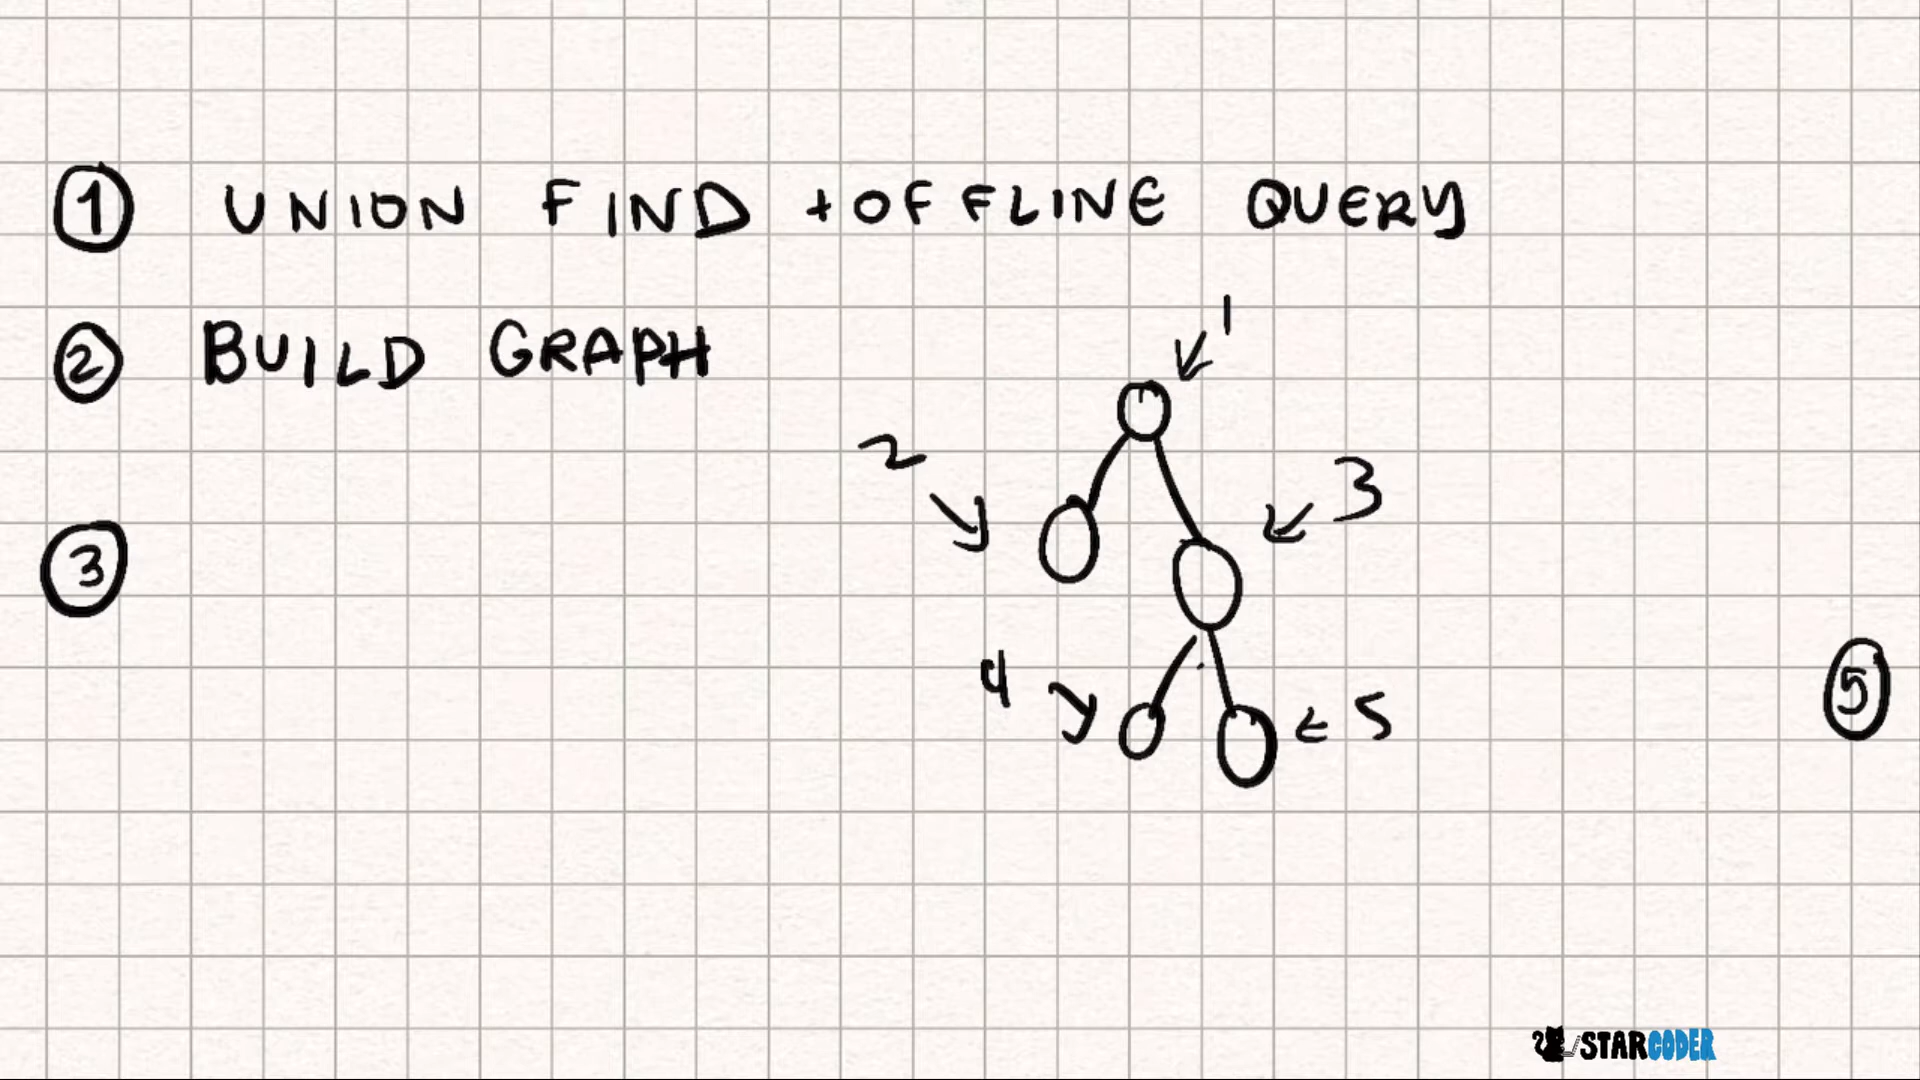 1 UNION FIND + OFFLINE QUERY
2 BUILD GRAPH
1
2
3
3
4
5
5
STARCODER